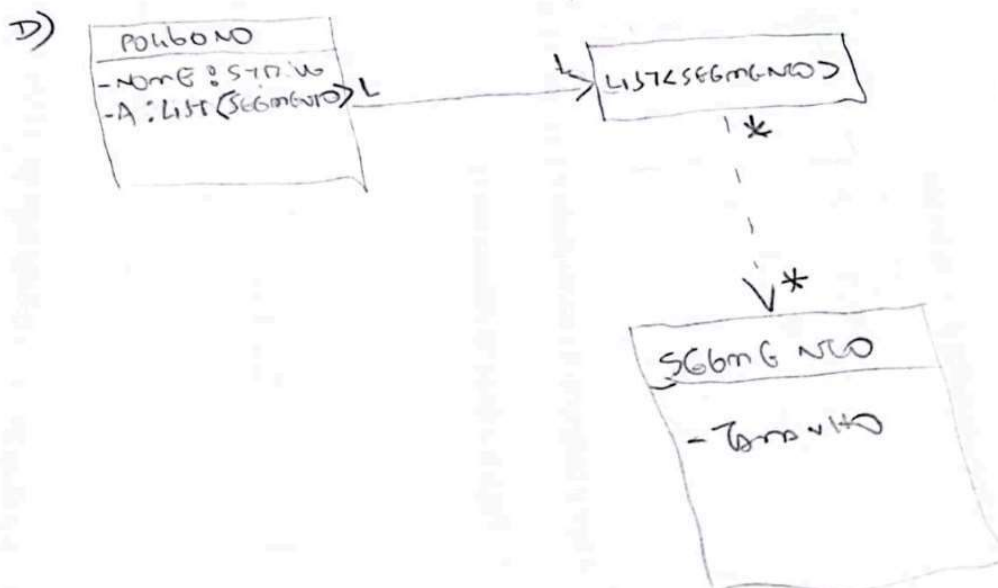 D)
POLIGONO
- NOME : STRING
- A : LIST<SEGMENTO>
1
1
LIST<SEGMENTO>
*
*
SEGMENTO
- TAMANHO